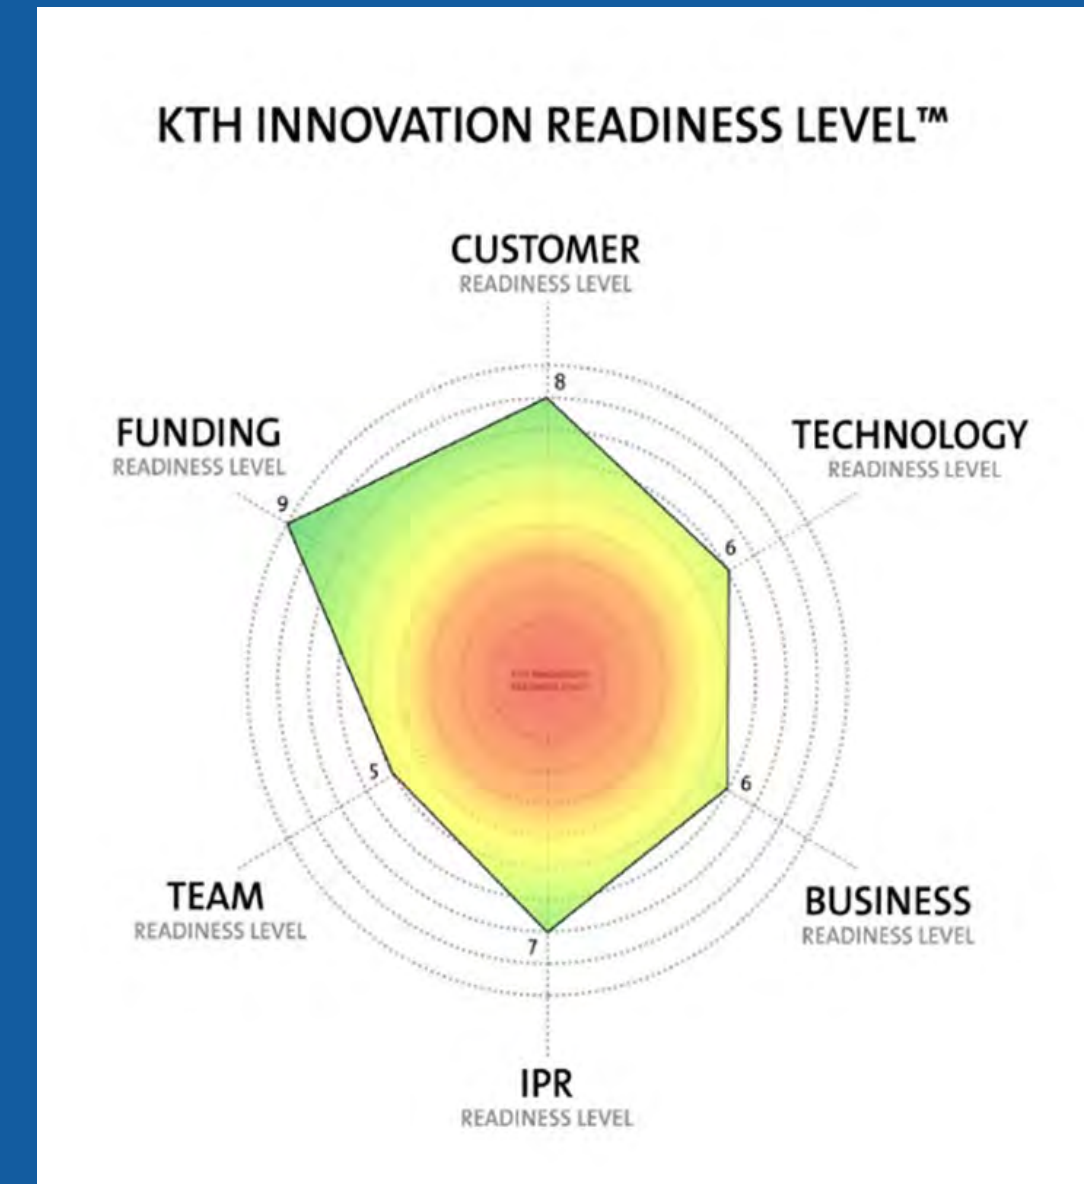 KTH INNOVATION READINESS LEVEL™
CUSTOMER
READINESS LEVEL
8
FUNDING
READINESS LEVEL
9
TECHNOLOGY
READINESS LEVEL
6
5
6
TEAM
READINESS LEVEL
BUSINESS
READINESS LEVEL
7
IPR
READINESS LEVEL